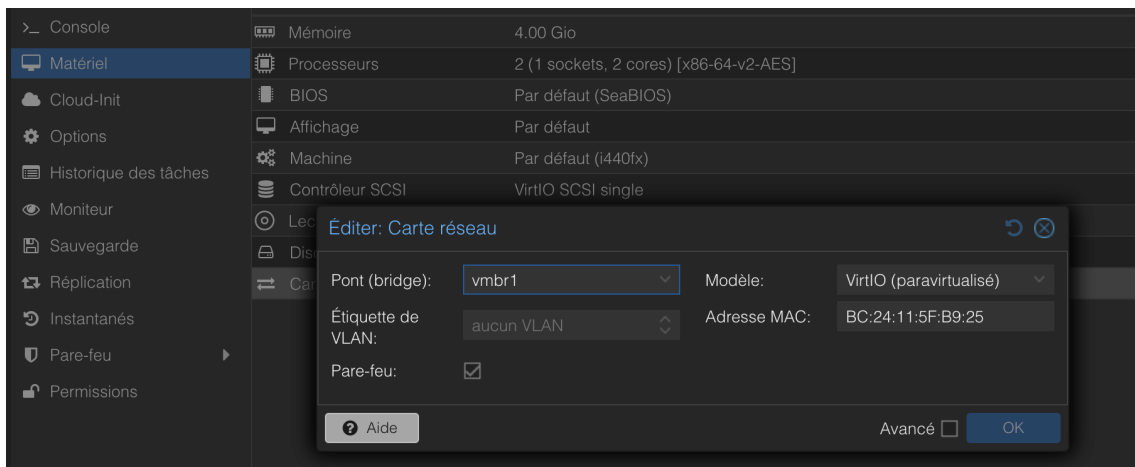 >_ Console
Matériel
Cloud-Init
Options
Historique des tâches
Moniteur
Sauvegarde
Réplication
Instantanés
Pare-feu
Permissions
Mémoire 4.00 Gio
Processeurs 2 (1 sockets, 2 cores) [x86-64-v2-AES]
BIOS Par défaut (SeaBIOS)
Affichage Par défaut
Machine Par défaut (i440fx)
Contrôleur SCSI VirtIO SCSI single
Éditer: Carte réseau
Pont (bridge): vmbr1
Modèle: VirtIO (paravirtualisé)
Étiquette de
VLAN:
aucun VLAN
Adresse MAC: BC:24:11:5F:B9:25
Pare-feu:
Aide
Avancé
OK